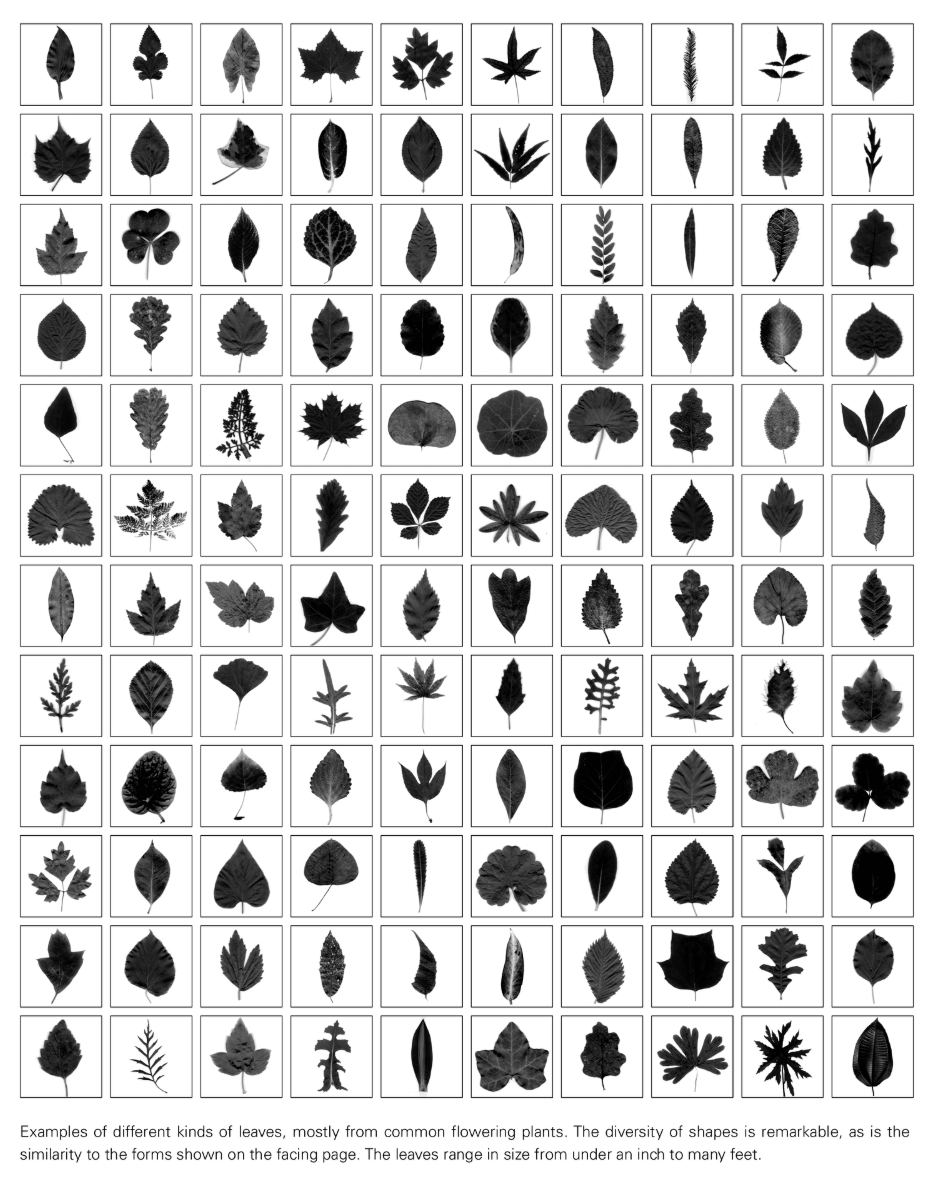 Examples of different kinds of leaves, mostly from common flowering plants. The diversity of shapes is remarkable, as is the
similarity to the forms shown on the facing page. The leaves range in size from under an inch to many feet.